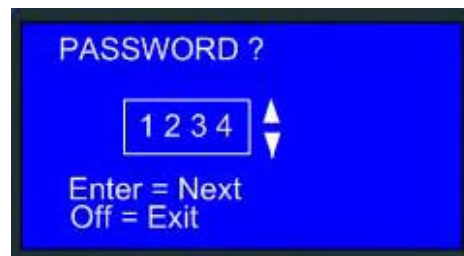 PASSWORD ?
1 2 3 4
Enter = Next
Off = Exit